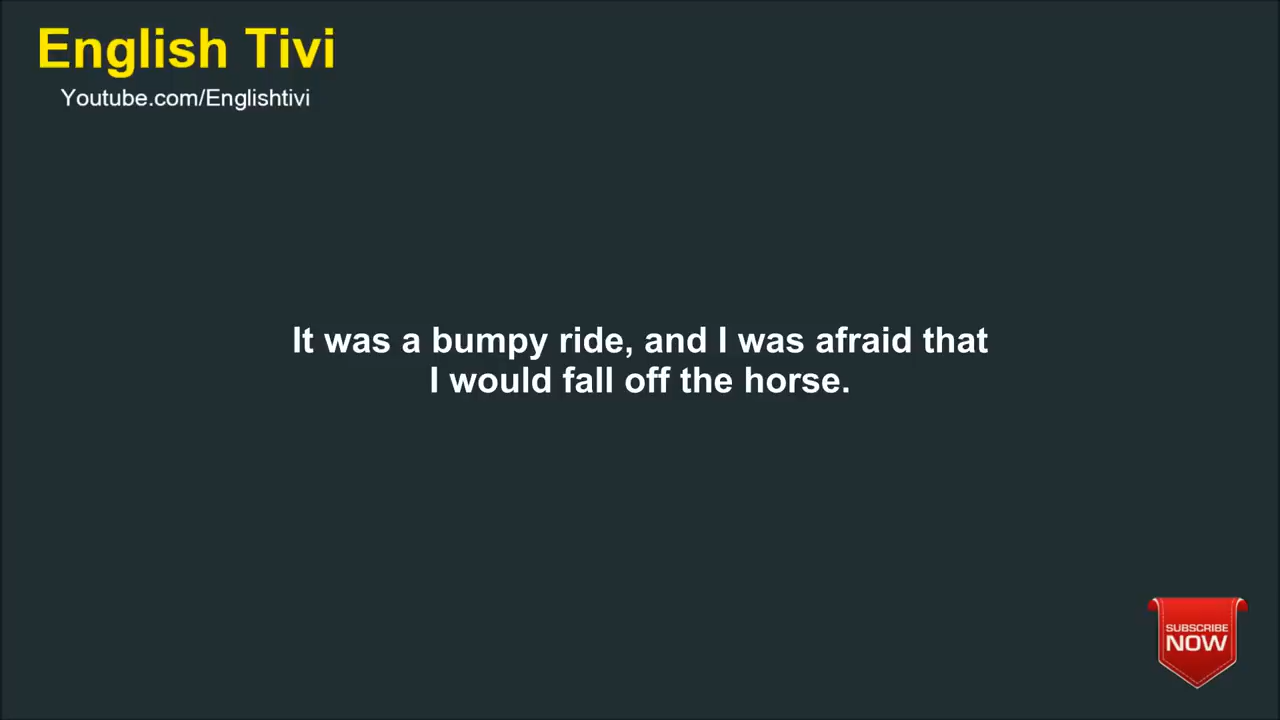 English Tivi
Youtube.com/Englishtivi
It was a bumpy ride, and I was afraid that
I would fall off the horse.
SUBSCRIBE
NOW